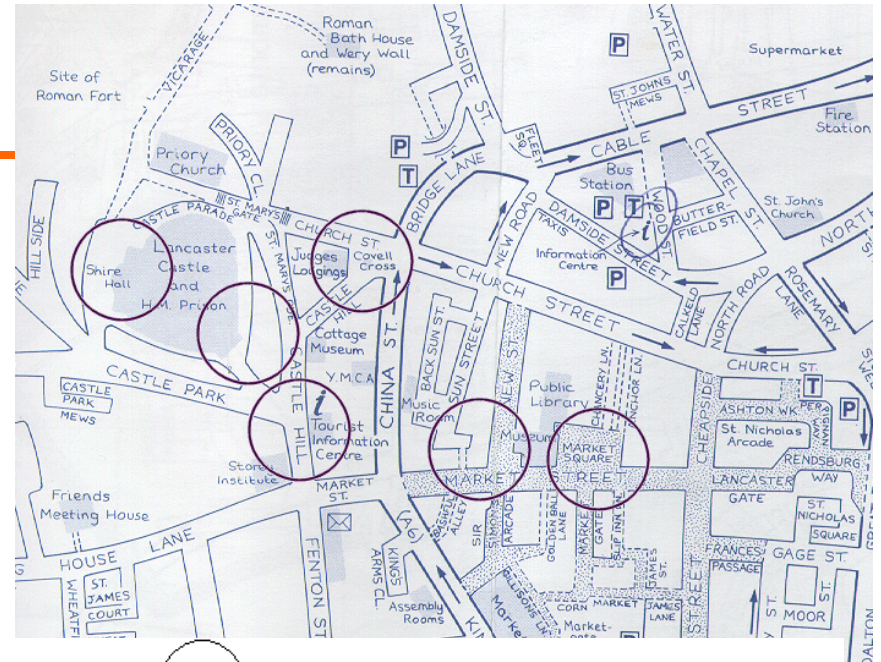 Site of
Roman Fort
VICARAGE
Roman
Bath House
and Wery Wall
(remains)
DAMSIDE ST.
P
WATER ST.
Supermarket
ST. JOHNS
MEWS
STREET
Fire
Station
PRIORY CL.
Priory
Church
P
T
BRIDGE LANE
FLEET
SQ.
CABLE
CHAPEL ST.
Bus
Station
P
T
WOOD ST.
i
BUTTER-
FIELD ST.
St. John's
Church
NORTH
HILL SIDE
CASTLE PARADE
GATE
ST. MARYS
ST. MARYS
CHURCH ST.
NEW ROAD
TAXIS
DAMSIDE
STREET
Information
Centre
P
Shire
Hall
Lancaster
Castle
and
H.M. Prison
Judges
Lodgings
Covell
Cross
CASTLE
HILL
CHURCH
STREET
CALKELD
LANE
NORTH ROAD
ROSEMARY
LANE
Cottage
Museum
CHINA ST.
BACK SUN ST.
SUN STREET
NEW ST.
CHANCERY LN.
ANCHOR LN.
CHURCH ST.
CASTLE PARK
CASTLE
PARK
MEWS
CASTLE HILL
Y.M.C.A.
Music
Room
Public
Library
CHEAPSIDE
T
P
ASHTON WK.
St. Nicholas
Arcade
i
Tourist
Information
Centre
Museum
MARKET
SQUARE
RENDSBURG
WAY
Storey
Institute
MARKET
ST.
MARKET
STREET
LANCASTER
GATE
ST.
NICHOLAS
SQUARE
Friends
Meeting House
(A6)
ALLEY
SIR
SIMONS
ARCADE
GOLDEN BALL
LANE
MARKET
GATE
SLIP INN LN.
HOUSE LANE
FENTON ST
KINGS
ARMS CL.
JAMES
ST.
STREET
FRANCES
PASSAGE
GAGE ST.
ST.
JAMES
COURT
Assembly
Rooms
GILLISONS LN.
CORN MARKET
JAMES
LANE
ST.
MOOR
DALTON